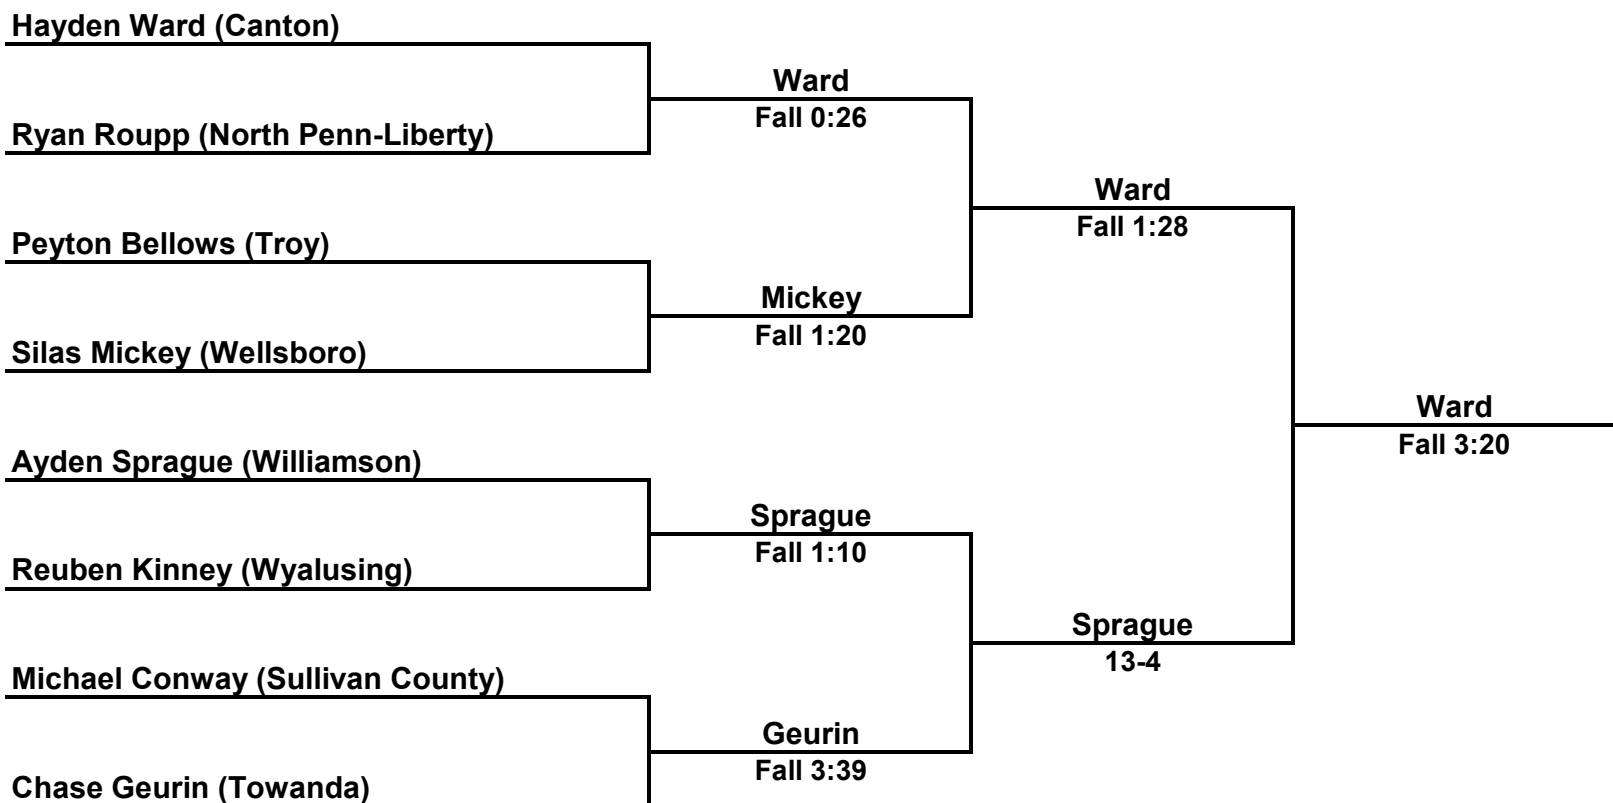 Hayden Ward (Canton)
Ward
Fall 0:26
Ryan Roupp (North Penn-Liberty)
Ward
Fall 1:28
Peyton Bellows (Troy)
Mickey
Fall 1:20
Silas Mickey (Wellsboro)
Ward
Fall 3:20
Ayden Sprague (Williamson)
Sprague
Fall 1:10
Reuben Kinney (Wyalusing)
Sprague
13-4
Michael Conway (Sullivan County)
Geurin
Fall 3:39
Chase Geurin (Towanda)